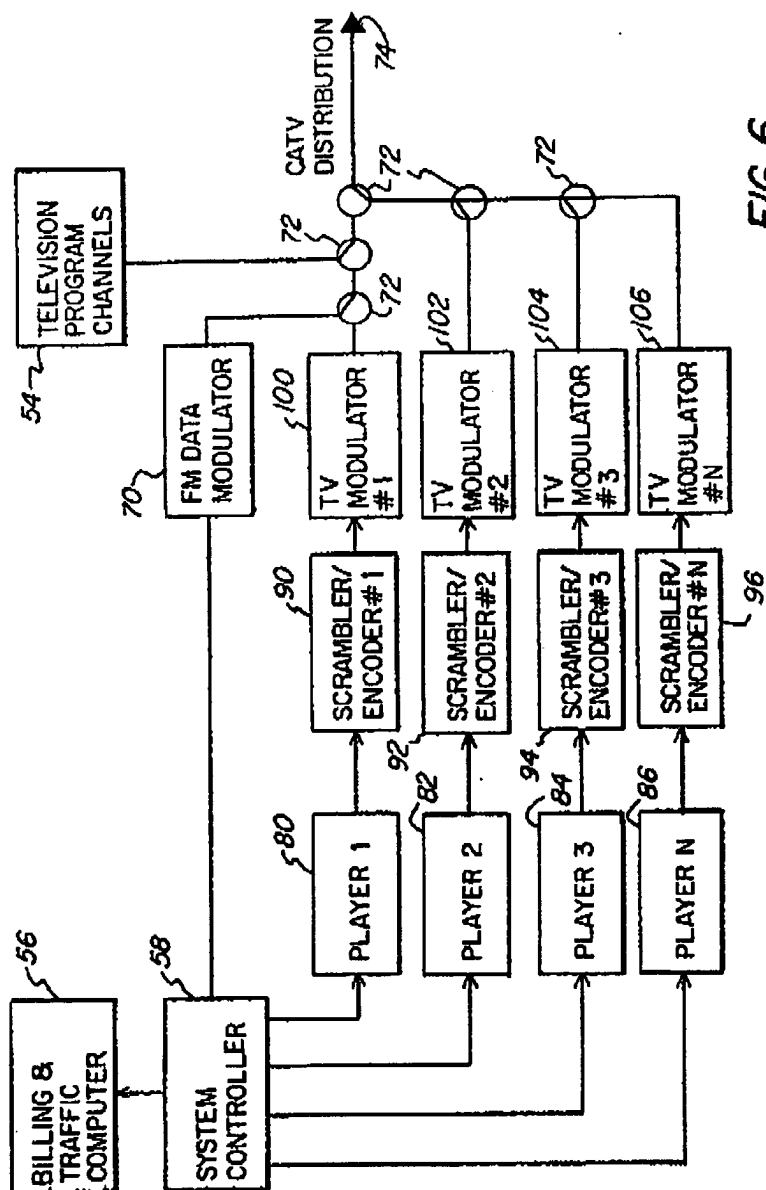 BILLING &
TRAFFIC
COMPUTER
56
SYSTEM
CONTROLLER
58
54
TELEVISION
PROGRAM
CHANNELS
70
FM DATA
MODULATOR
PLAYER 1
80
SCRAMBLER/
ENCODER#1
90
TV
MODULATOR
#1
100
PLAYER 2
82
SCRAMBLER/
ENCODER#2
92
TV
MODULATOR
#2
102
PLAYER 3
84
SCRAMBLER/
ENCODER#3
94
TV
MODULATOR
#3
104
PLAYER N
86
SCRAMBLER/
ENCODER#N
96
TV
MODULATOR
#N
106
72
72
72
72
72
CATV
DISTRIBUTION
74
FIG. 6